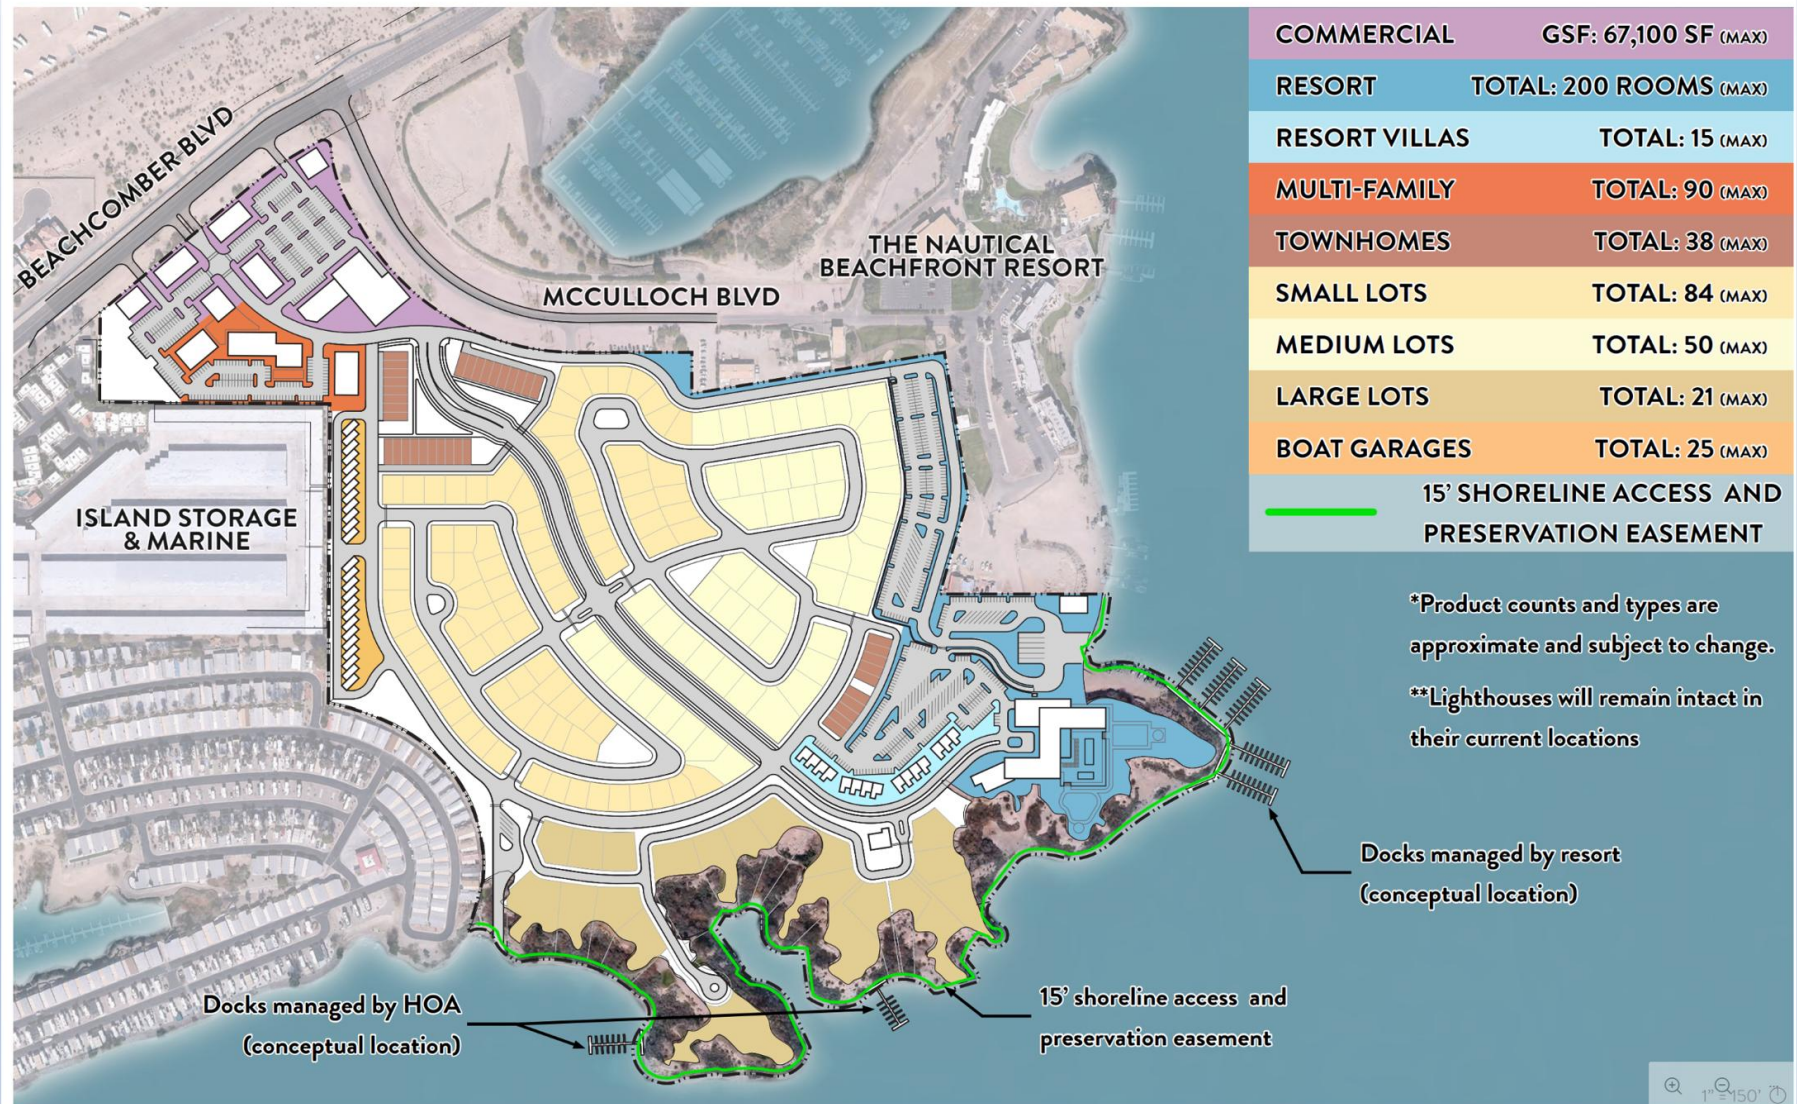 COMMERCIAL GSF: 67,100 SF (MAX)
RESORT TOTAL: 200 ROOMS (MAX)
RESORT VILLAS TOTAL: 15 (MAX)
MULTI-FAMILY TOTAL: 90 (MAX)
TOWNHOMES TOTAL: 38 (MAX)
SMALL LOTS TOTAL: 84 (MAX)
MEDIUM LOTS TOTAL: 50 (MAX)
LARGE LOTS TOTAL: 21 (MAX)
BOAT GARAGES TOTAL: 25 (MAX)
15' SHORELINE ACCESS AND
PRESERVATION EASEMENT
*Product counts and types are
approximate and subject to change.
**Lighthouses will remain intact in
their current locations
BEACHCOMBER BLVD
THE NAUTICAL
BEACHFRONT RESORT
MCCULLOCH BLVD
ISLAND STORAGE
& MARINE
Docks managed by resort
(conceptual location)
Docks managed by HOA
(conceptual location)
15' shoreline access and
preservation easement
1" = 150'